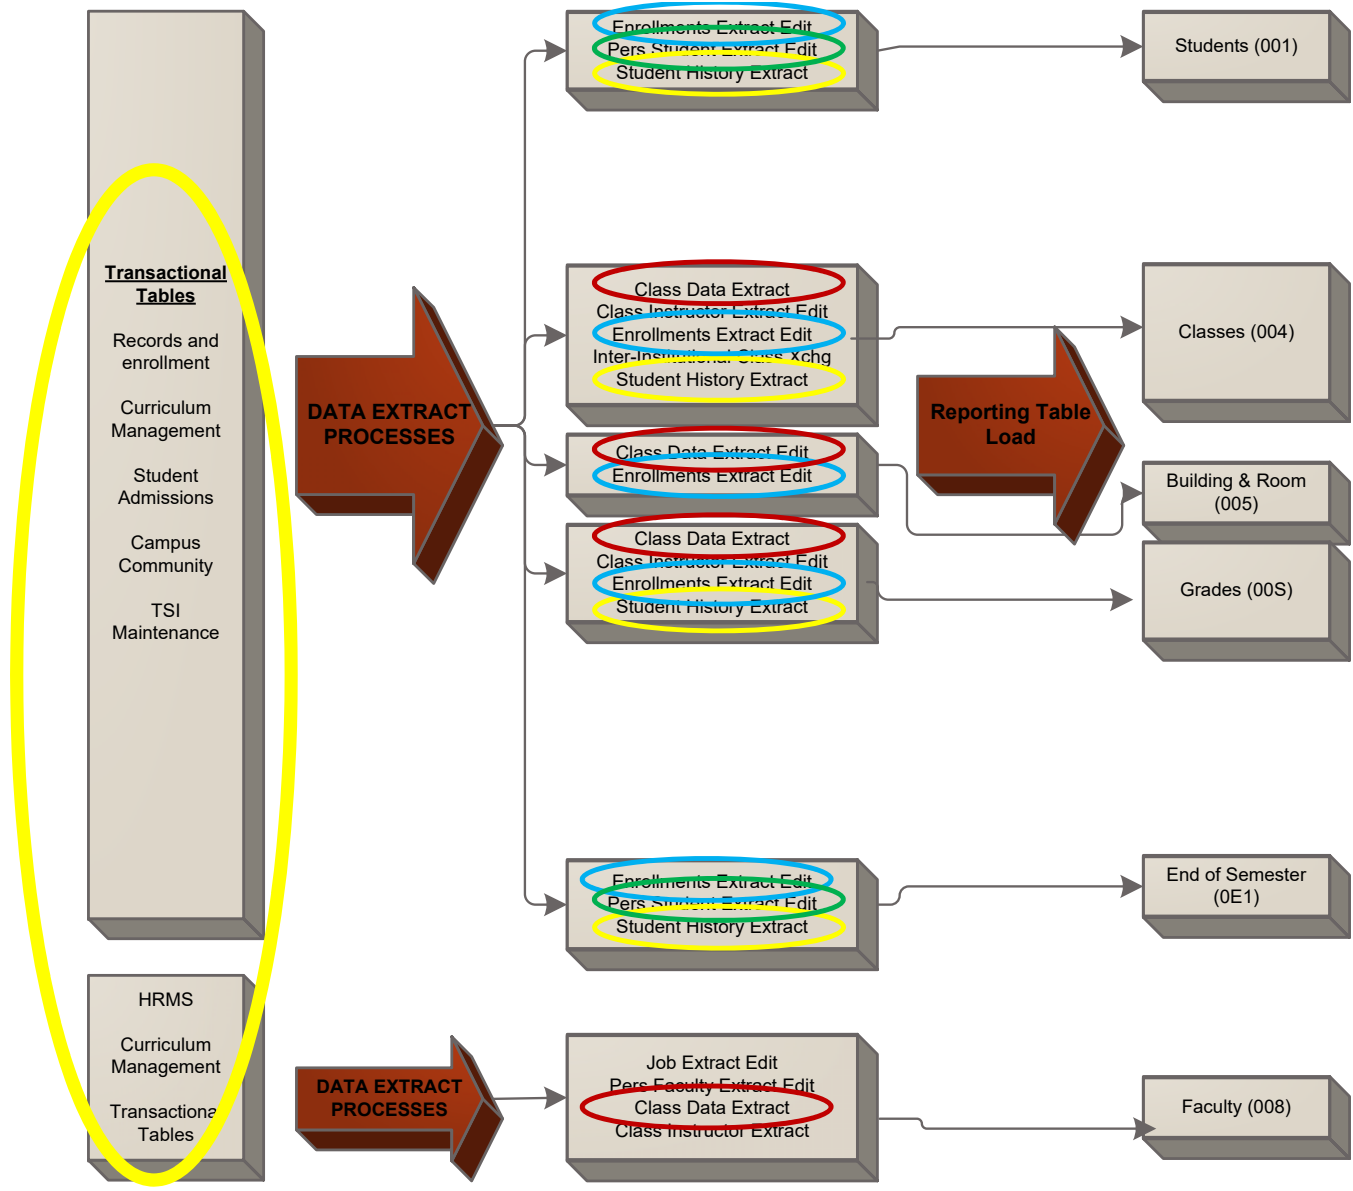 Transactional
Tables
Records and
enrollment
Curriculum
Management
Student
Admissions
Campus
Community
TSI
Maintenance
HRMS
Curriculum
Management
Transactional
Tables
DATA EXTRACT
PROCESSES
DATA EXTRACT
PROCESSES
Enrollments Extract Edit
Pers Student Extract Edit
Student History Extract
Class Data Extract
Class Instructor Extract Edit
Enrollments Extract Edit
Inter-Institutional Class Xchg
Student History Extract
Class Data Extract Edit
Enrollments Extract Edit
Class Data Extract
Class Instructor Extract Edit
Enrollments Extract Edit
Student History Extract
Enrollments Extract Edit
Pers Student Extract Edit
Student History Extract
Job Extract Edit
Pers Faculty Extract Edit
Class Data Extract
Class Instructor Extract
Reporting Table
Load
Students (001)
Classes (004)
Building & Room
(005)
Grades (00S)
End of Semester
(0E1)
Faculty (008)